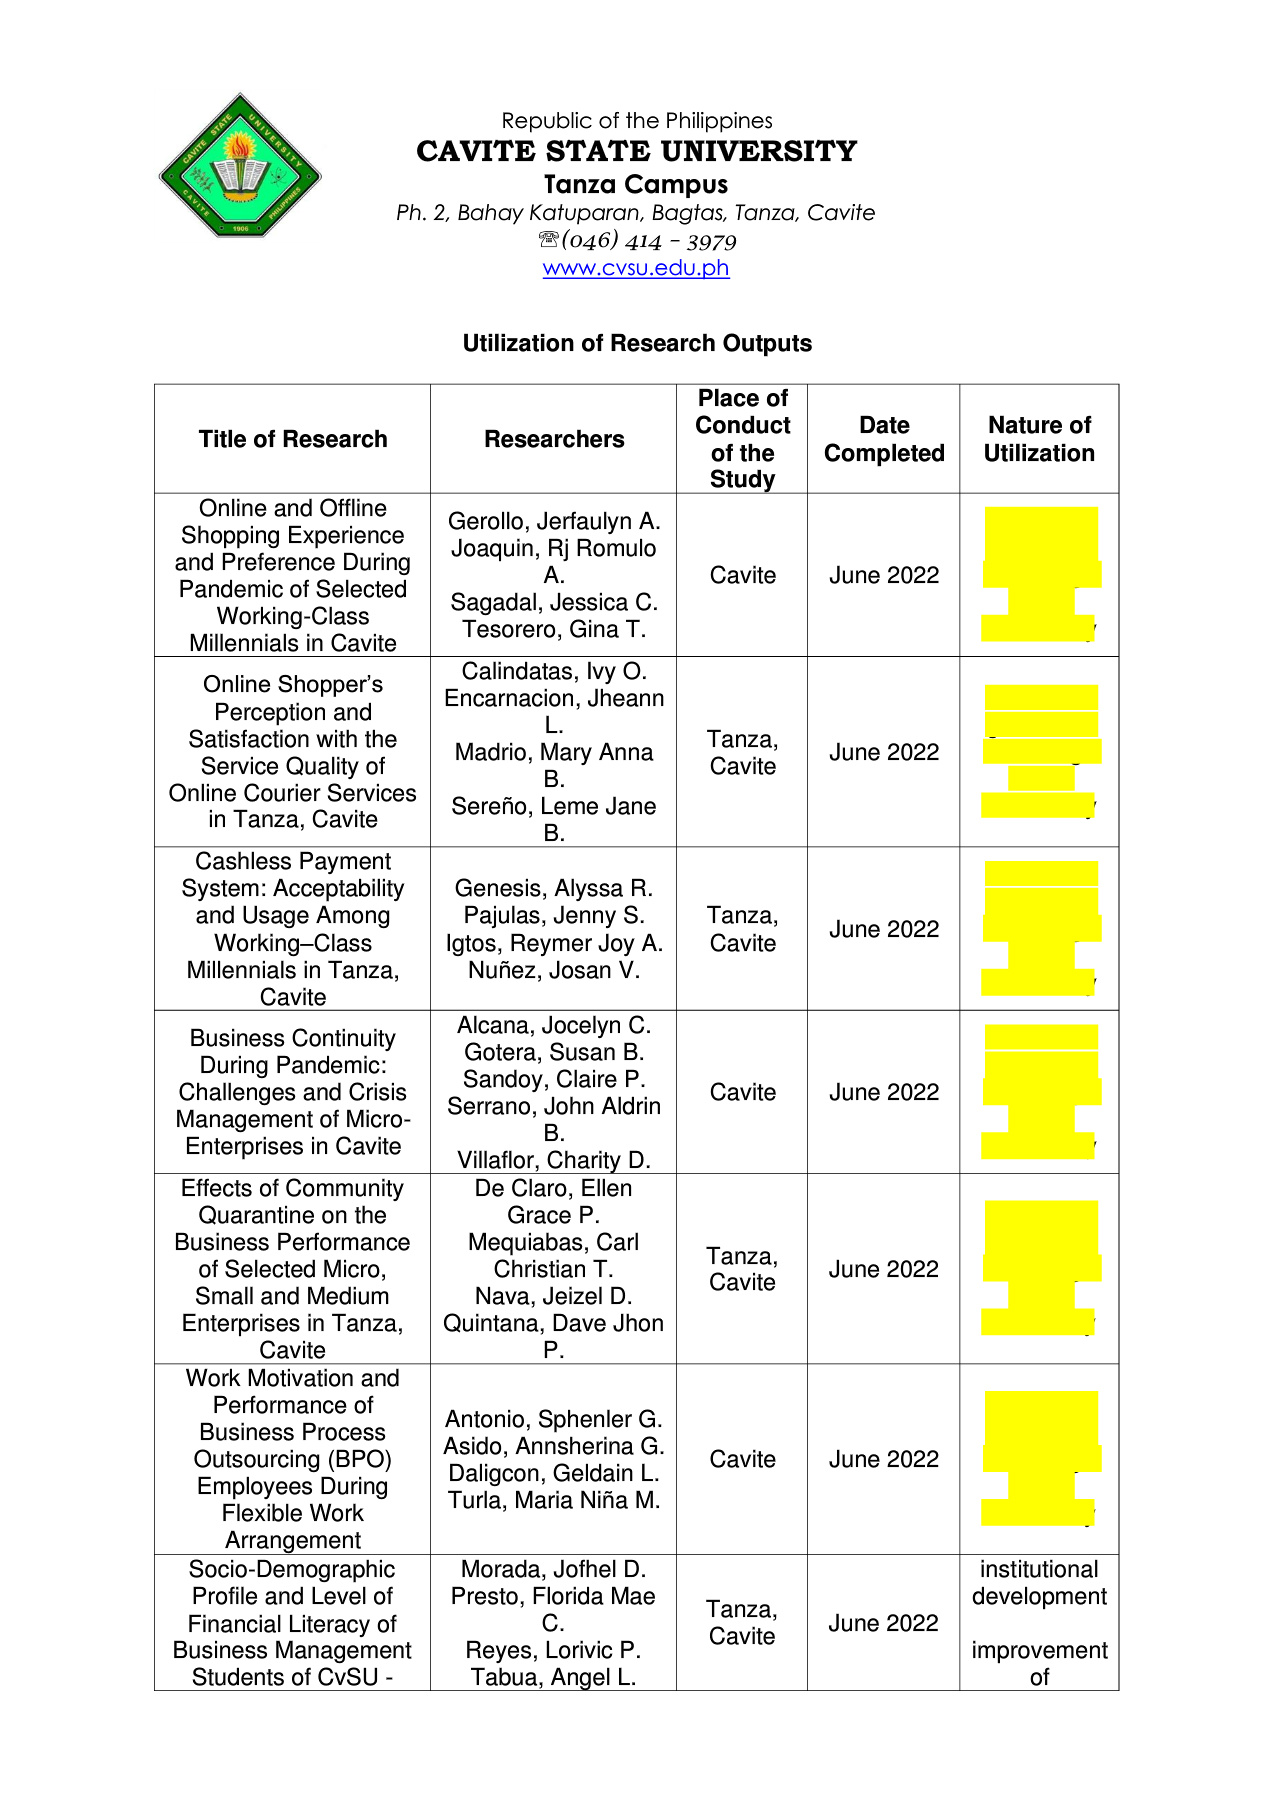 CAVITE STATE UNIVERSITY
CAVITE
PHILIPPINES
1906
Republic of the Philippines
CAVITE STATE UNIVERSITY
Tanza Campus
Ph. 2, Bahay Katuparan, Bagtas, Tanza, Cavite
☏(046) 414 - 3979
www.cvsu.edu.ph
Utilization of Research Outputs
Title of Research
Researchers
Place of
Conduct
of the
Study
Date
Completed
Nature of
Utilization
Online and Offline
Shopping Experience
and Preference During
Pandemic of Selected
Working-Class
Millennials in Cavite
Gerollo, Jerfaulyn A.
Joaquin, Rj Romulo
A.
Sagadal, Jessica C.
Tesorero, Gina T.
Cavite
June 2022
Online Shopper’s
Perception and
Satisfaction with the
Service Quality of
Online Courier Services
in Tanza, Cavite
Calindatas, Ivy O.
Encarnacion, Jheann
L.
Madrio, Mary Anna
B.
Sereño, Leme Jane
B.
Tanza,
Cavite
June 2022
Cashless Payment
System: Acceptability
and Usage Among
Working–Class
Millennials in Tanza,
Cavite
Genesis, Alyssa R.
Pajulas, Jenny S.
Igtos, Reymer Joy A.
Nuñez, Josan V.
Tanza,
Cavite
June 2022
Business Continuity
During Pandemic:
Challenges and Crisis
Management of Micro-
Enterprises in Cavite
Alcana, Jocelyn C.
Gotera, Susan B.
Sandoy, Claire P.
Serrano, John Aldrin
B.
Villaflor, Charity D.
Cavite
June 2022
Effects of Community
Quarantine on the
Business Performance
of Selected Micro,
Small and Medium
Enterprises in Tanza,
Cavite
De Claro, Ellen
Grace P.
Mequiabas, Carl
Christian T.
Nava, Jeizel D.
Quintana, Dave Jhon
P.
Tanza,
Cavite
June 2022
Work Motivation and
Performance of
Business Process
Outsourcing (BPO)
Employees During
Flexible Work
Arrangement
Antonio, Sphenler G.
Asido, Annsherina G.
Daligcon, Geldain L.
Turla, Maria Niña M.
Cavite
June 2022
Socio-Demographic
Profile and Level of
Financial Literacy of
Business Management
Students of CvSU -
Morada, Jofhel D.
Presto, Florida Mae
C.
Reyes, Lorivic P.
Tabua, Angel L.
Tanza,
Cavite
June 2022
institutional
development
improvement
of